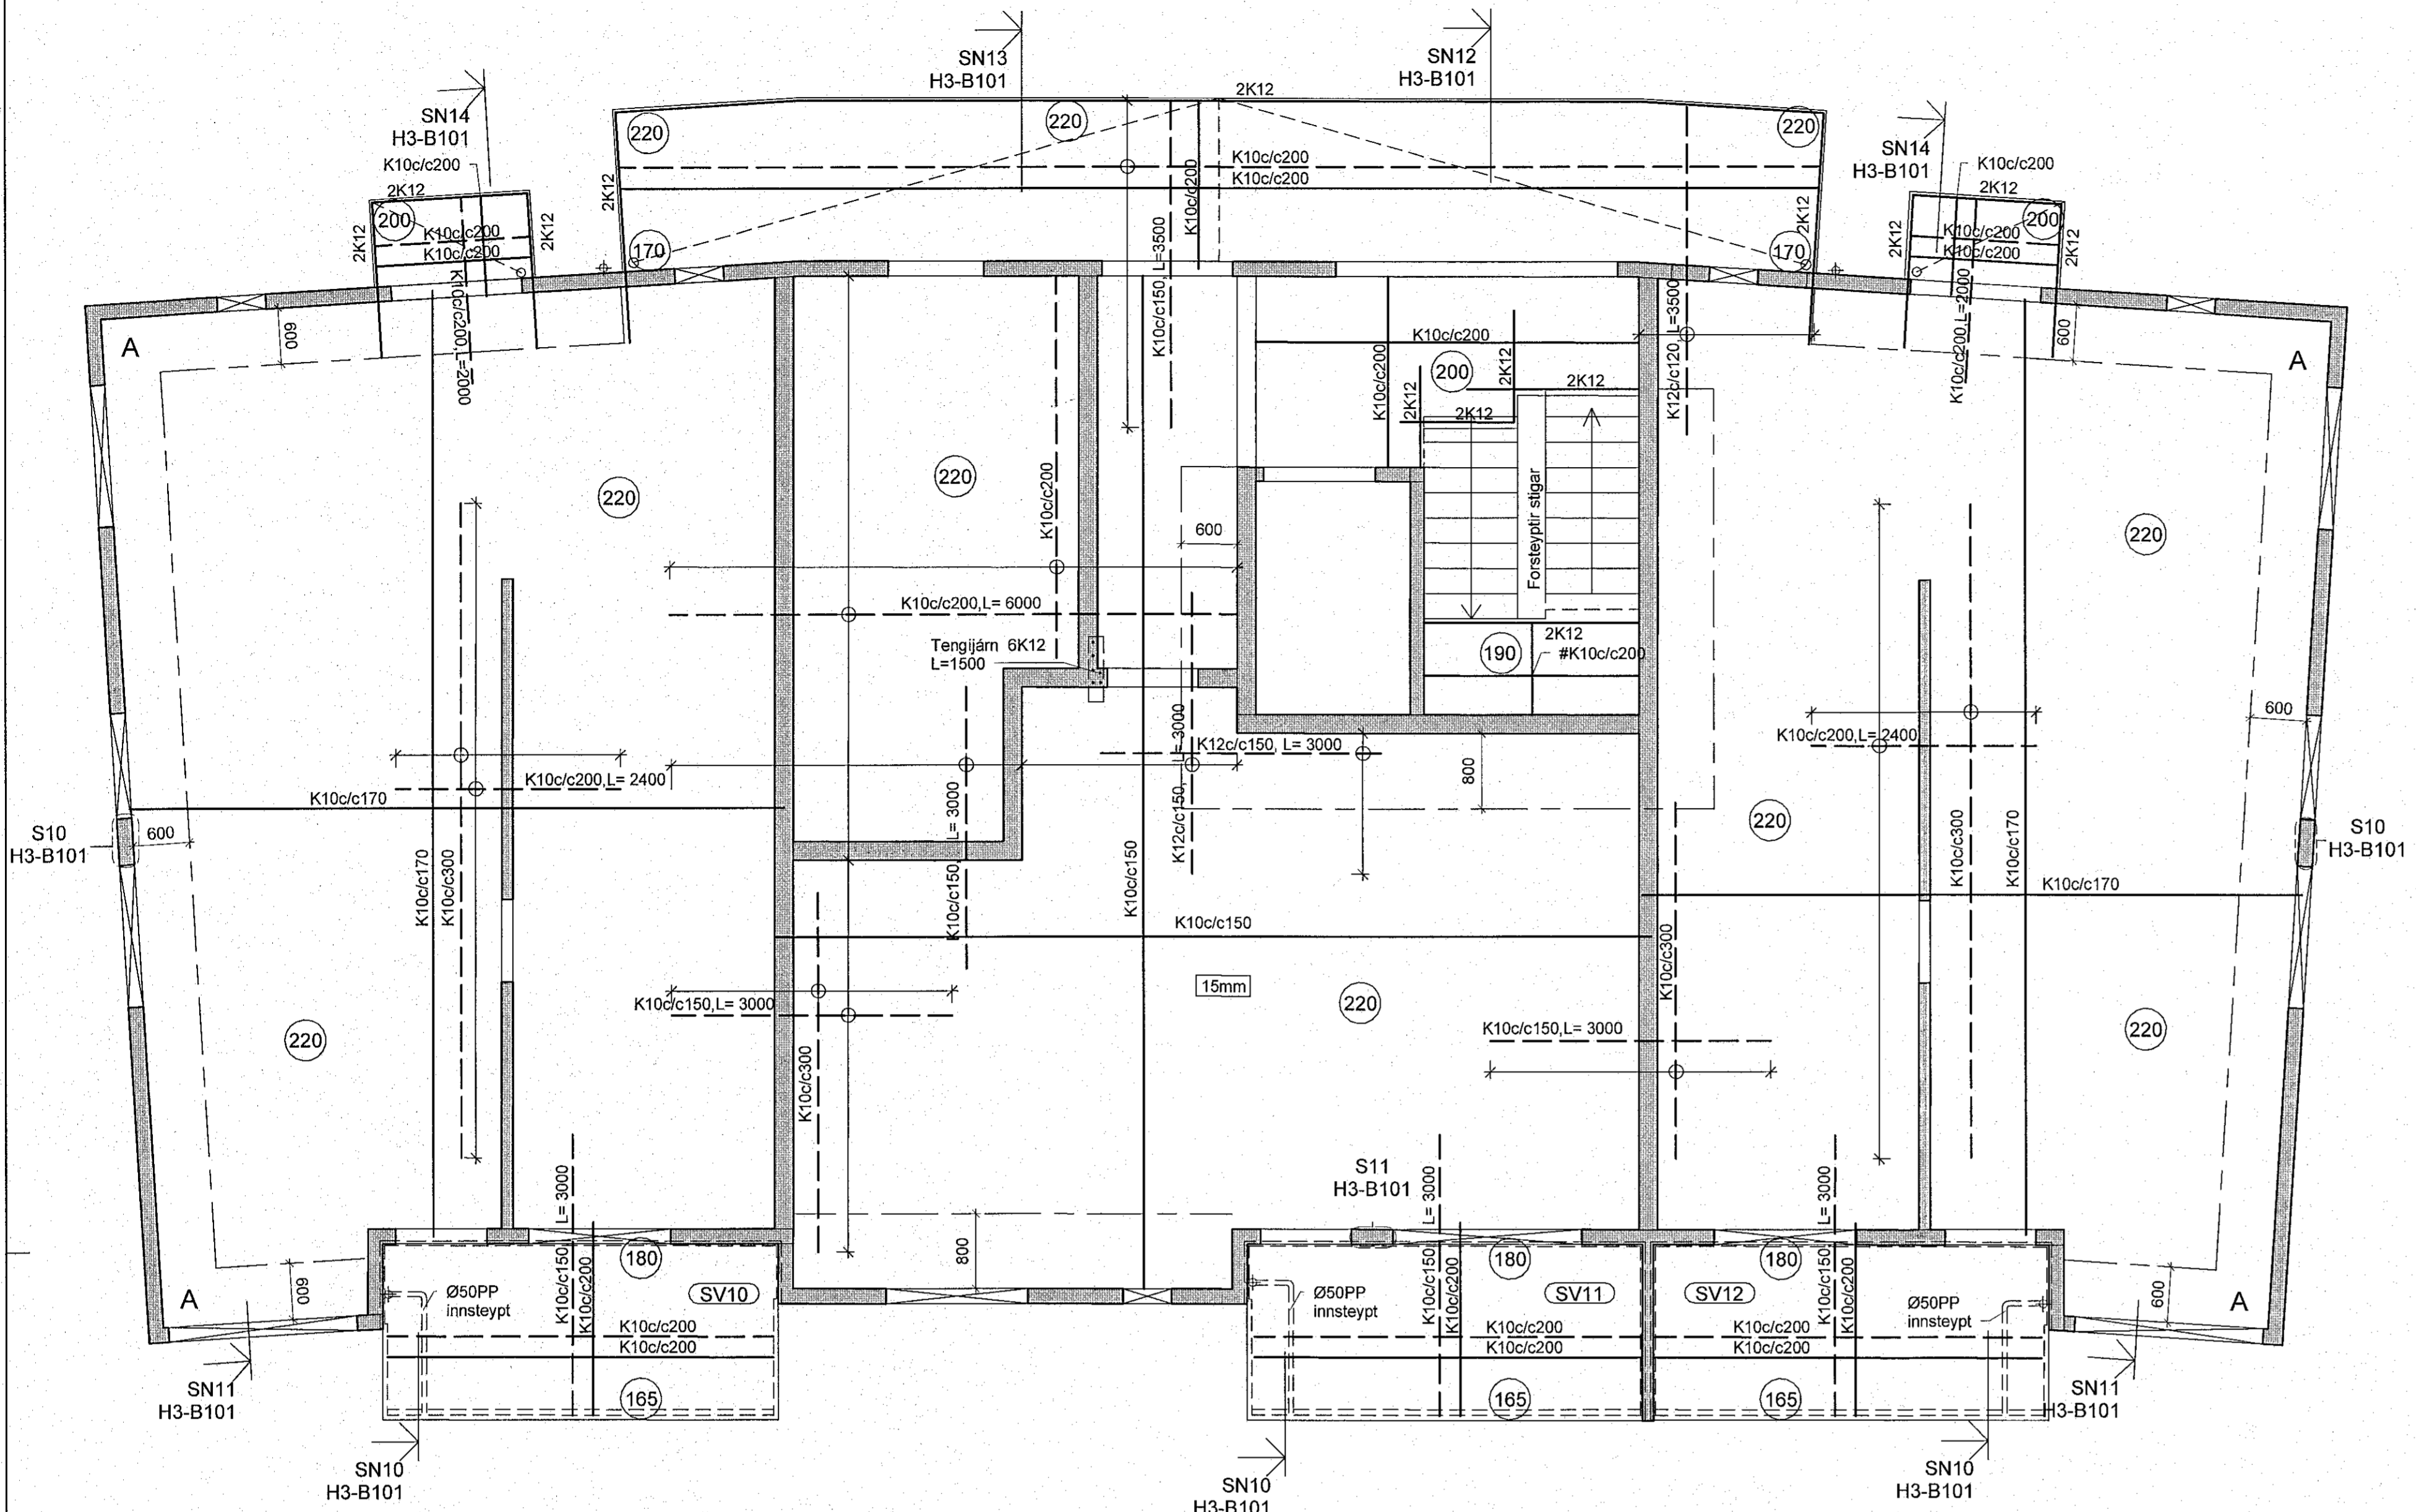 SN13
H3-B101
SN12
H3-B101
SN14
H3-B101
K10c/c200
2K12
200
K10c/c200
K10c/c200
2K12
2K12
K10c/c200,L=2000
2K12
220
220
220
2K12
K10c/c200
K10c/c200
K10c/c150, L=3500
K10c/c200
2K12
170
170
K12c/c120, L=3500
SN14
H3-B101
K10c/c200
2K12
200
K10c/c200
K10c/c200
2K12
2K12
K10c/c200,L=2000
A
600
600
A
K10c/c200
K10c/c200
200
2K12
2K12
2K12
2K12
Forsteyptir stigar
220
220
K10c/c200
220
600
K10c/c200,L= 6000
Tengijárn 6K12
L=1500
190
2K12
#K10c/c200
600
K10c/c200,L= 2400
K12c/c150, L= 3000
K12c/c150, L= 3000
800
K10c/c200,L= 2400
K10c/c170
S10
H3-B101
600
K10c/c170
K10c/c300
K10c/c150, L= 3000
K10c/c150
220
K10c/c300
K10c/c170
S10
H3-B101
K10c/c170
K10c/c150
K10c/c300
15mm
220
220
K10c/c150,L= 3000
K10c/c300
K10c/c150,L= 3000
220
S11
H3-B101
L= 3000
L= 3000
L= 3000
800
600
A
180
Ø50PP
innsteypt
K10c/c150
K10c/c200
SV10
K10c/c200
K10c/c200
165
180
Ø50PP
innsteypt
K10c/c150
K10c/c200
SV11
K10c/c200
K10c/c200
165
180
SV12
K10c/c150
K10c/c200
Ø50PP
innsteypt
K10c/c200
K10c/c200
165
600
A
SN11
H3-B101
SN11
H3-B101
SN10
H3-B101
SN10
H3-B101
SN10
H3-B101